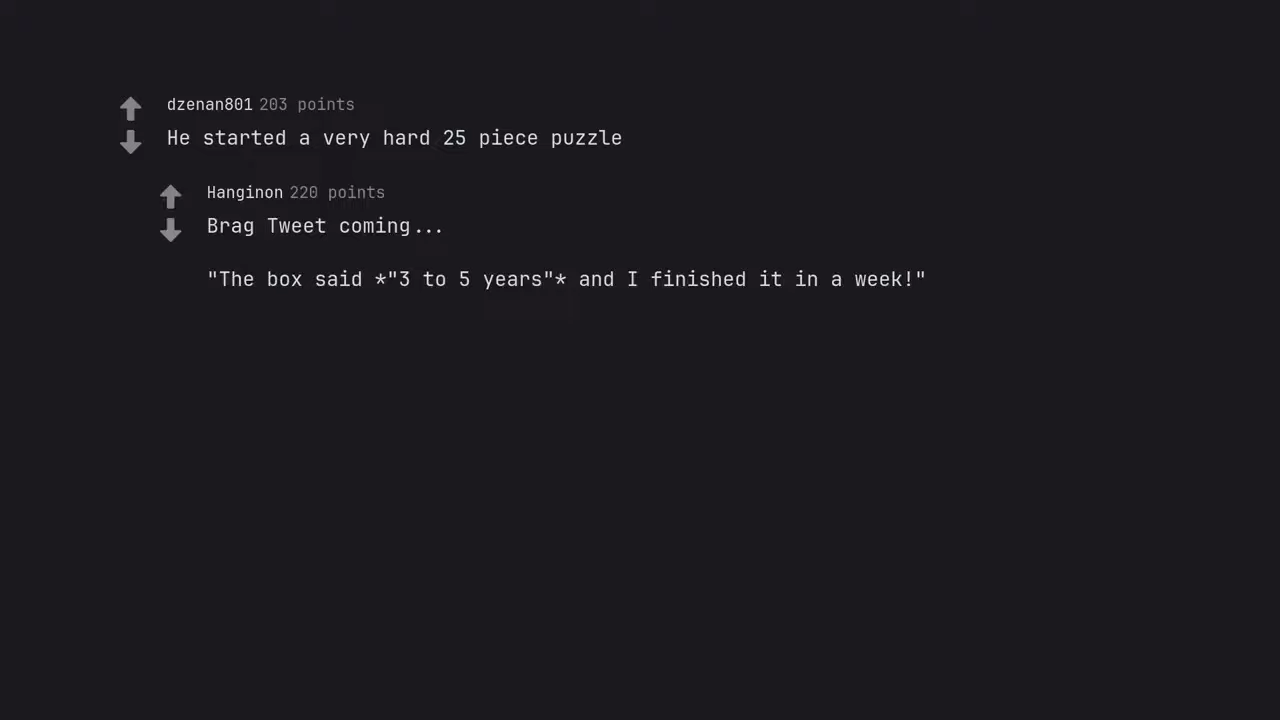 dzenan801 203 points
He started a very hard 25 piece puzzle
Hanginon 220 points
Brag Tweet coming...
"The box said *"3 to 5 years"* and I finished it in a week!"